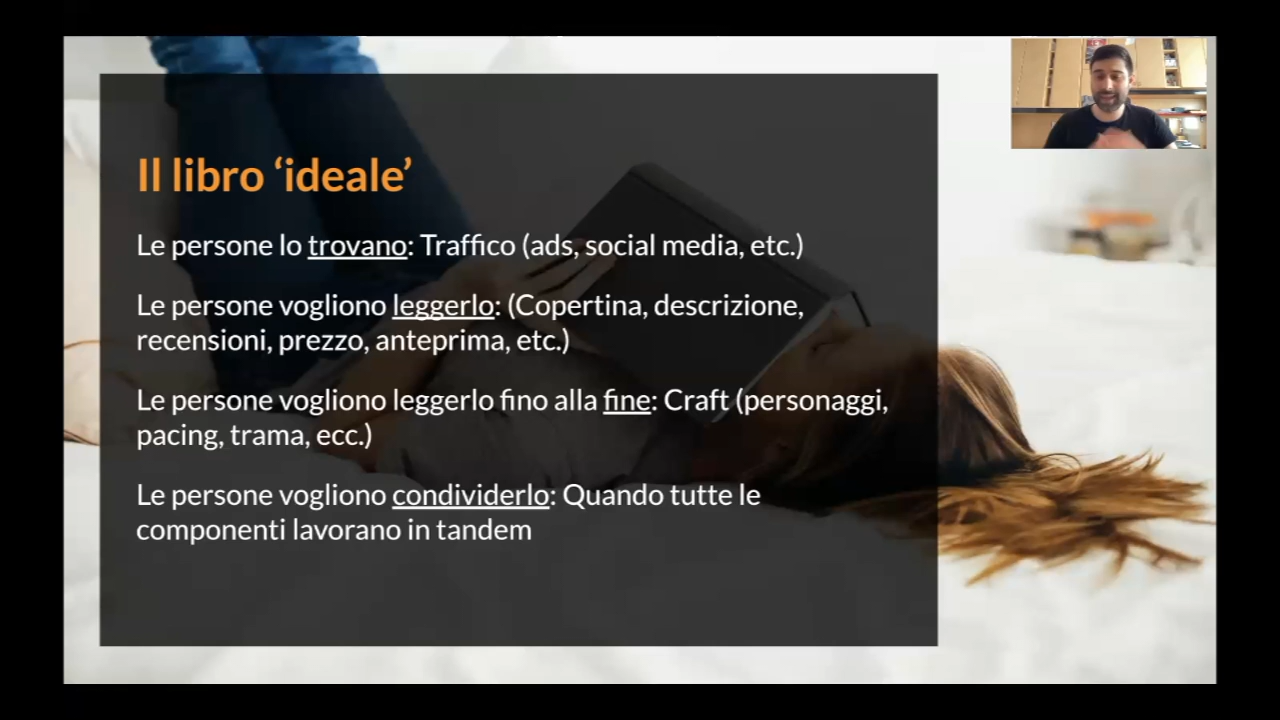 Il libro ‘ideale’
Le persone lo trovano: Traffico (ads, social media, etc.)
Le persone vogliono leggerlo: (Copertina, descrizione,
recensioni, prezzo, anteprima, etc.)
Le persone vogliono leggerlo fino alla fine: Craft (personaggi,
pacing, trama, ecc.)
Le persone vogliono condividerlo: Quando tutte le
componenti lavorano in tandem